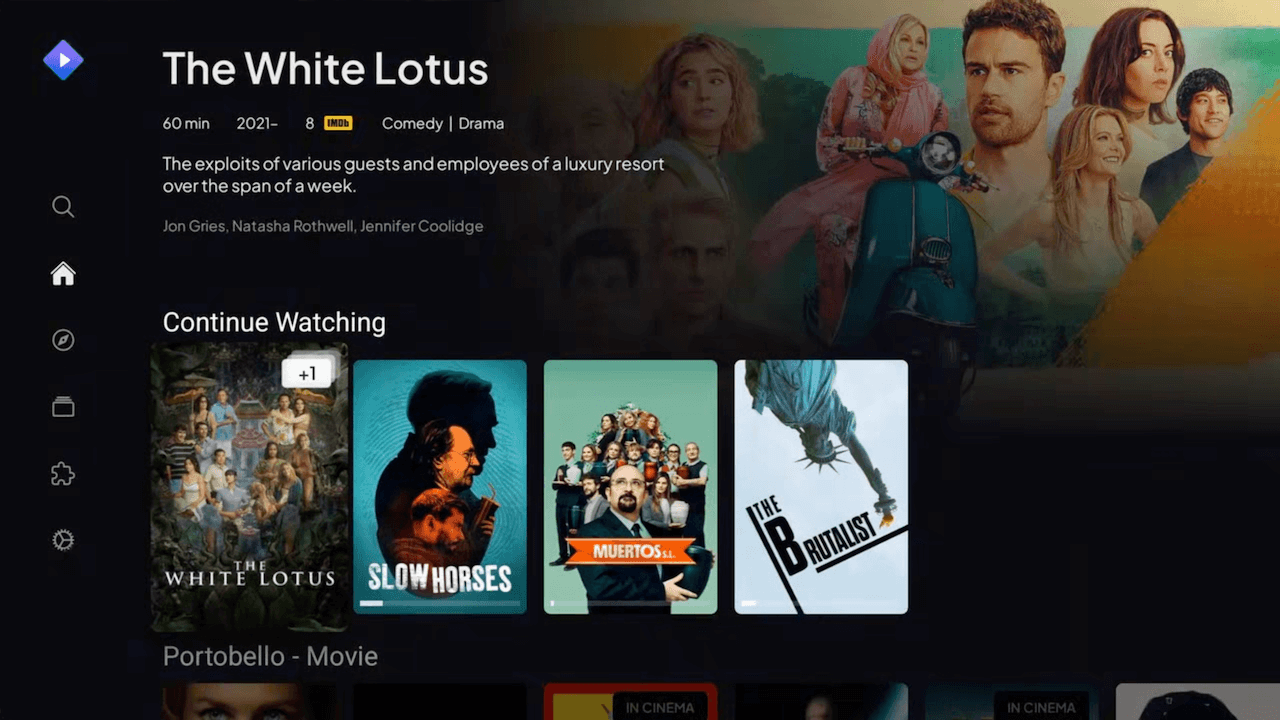 The White Lotus
60 min 2021- 8 IMDb Comedy | Drama
The exploits of various guests and employees of a luxury resort
over the span of a week.
Jon Gries, Natasha Rothwell, Jennifer Coolidge
Continue Watching
+1
THE
WHITE LOTUS
SLOW HORSES
MUERTOS S.L.
THE
BRUTALIST
Portobello - Movie
IN CINEMA
IN CINEMA